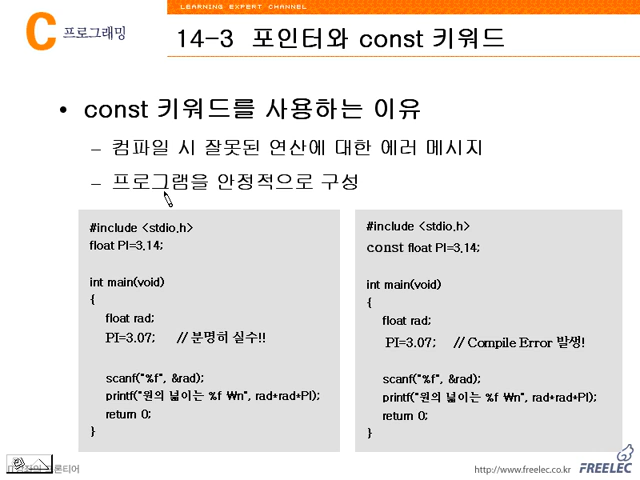 LEARNING EXPERT CHANNEL
C 프로그래밍
14-3 포인터와 const 키워드
• const 키워드를 사용하는 이유
– 컴파일 시 잘못된 연산에 대한 에러 메시지
– 프로그램을 안정적으로 구성
#include <stdio.h>
float PI=3.14;
int main(void)
{
float rad;
PI=3.07; // 분명히 실수!!
scanf("%f", &rad);
printf("원의 넓이는 %f ₩n", rad*rad*PI);
return 0;
}
#include <stdio.h>
const float PI=3.14;
int main(void)
{
float rad;
PI=3.07; // Compile Error 발생!
scanf("%f", &rad);
printf("원의 넓이는 %f ₩n", rad*rad*PI);
return 0;
}
론티어
http://www.freelec.co.kr
FREELEC